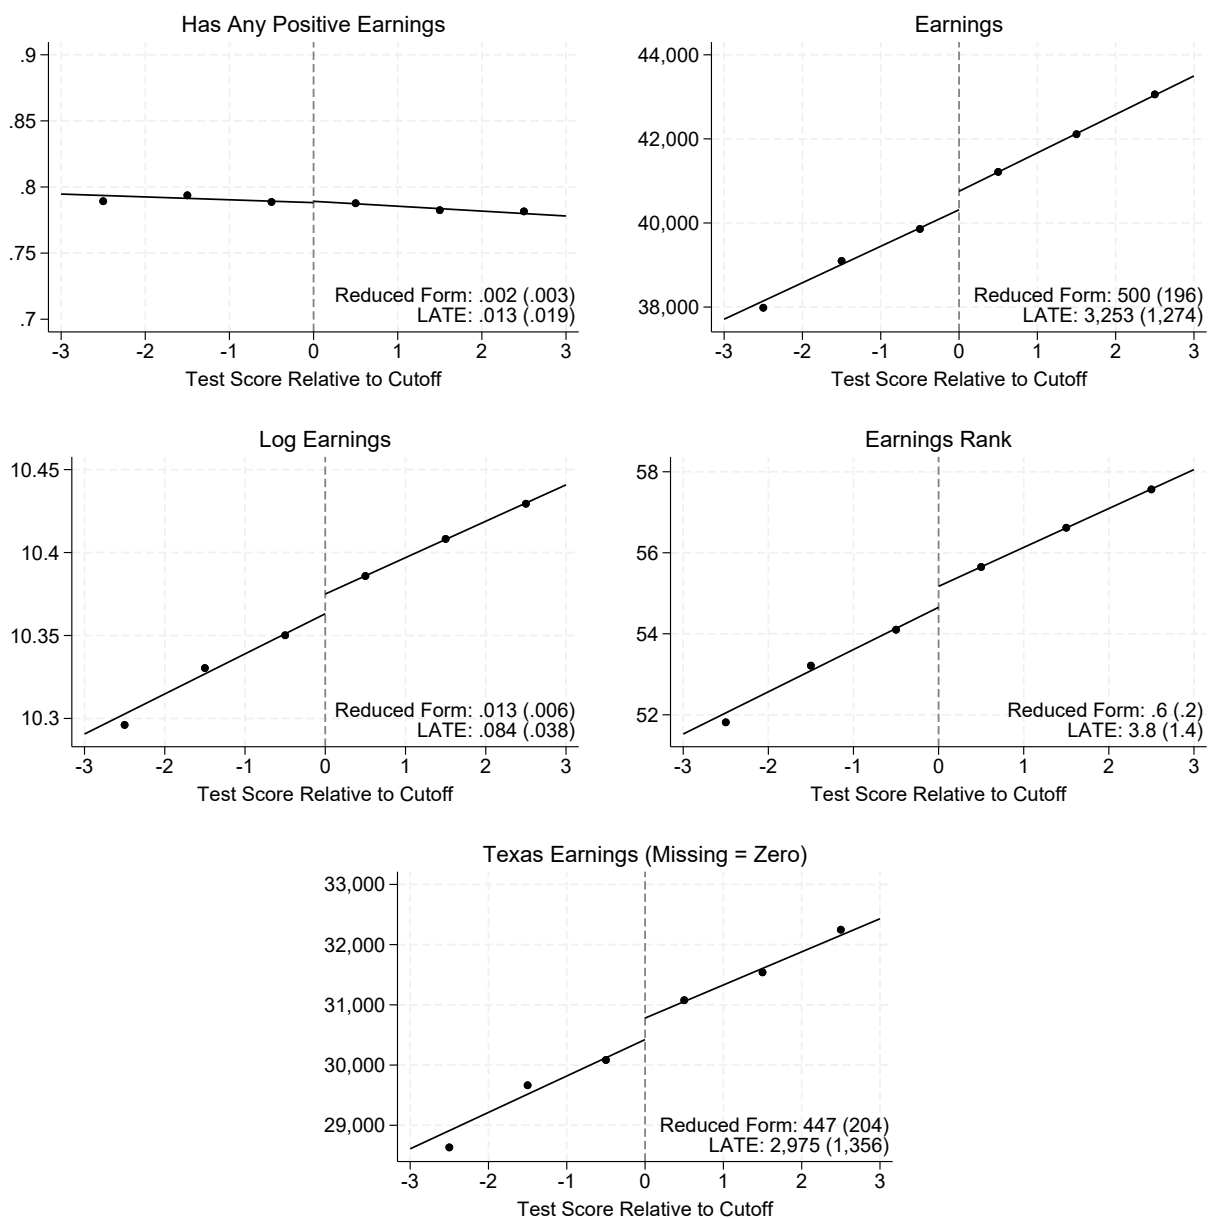 Has Any Positive Earnings
.9
.85
.8
.75
.7
Reduced Form: .002 (.003)
LATE: .013 (.019)
-3 -2 -1 0 1 2 3
Test Score Relative to Cutoff
Earnings
44,000
42,000
40,000
38,000
Reduced Form: 500 (196)
LATE: 3,253 (1,274)
-3 -2 -1 0 1 2 3
Test Score Relative to Cutoff
Log Earnings
10.45
10.4
10.35
10.3
Reduced Form: .013 (.006)
LATE: .084 (.038)
-3 -2 -1 0 1 2 3
Test Score Relative to Cutoff
Earnings Rank
58
56
54
52
Reduced Form: .6 (.2)
LATE: 3.8 (1.4)
-3 -2 -1 0 1 2 3
Test Score Relative to Cutoff
Texas Earnings (Missing = Zero)
33,000
32,000
31,000
30,000
29,000
Reduced Form: 447 (204)
LATE: 2,975 (1,356)
-3 -2 -1 0 1 2 3
Test Score Relative to Cutoff